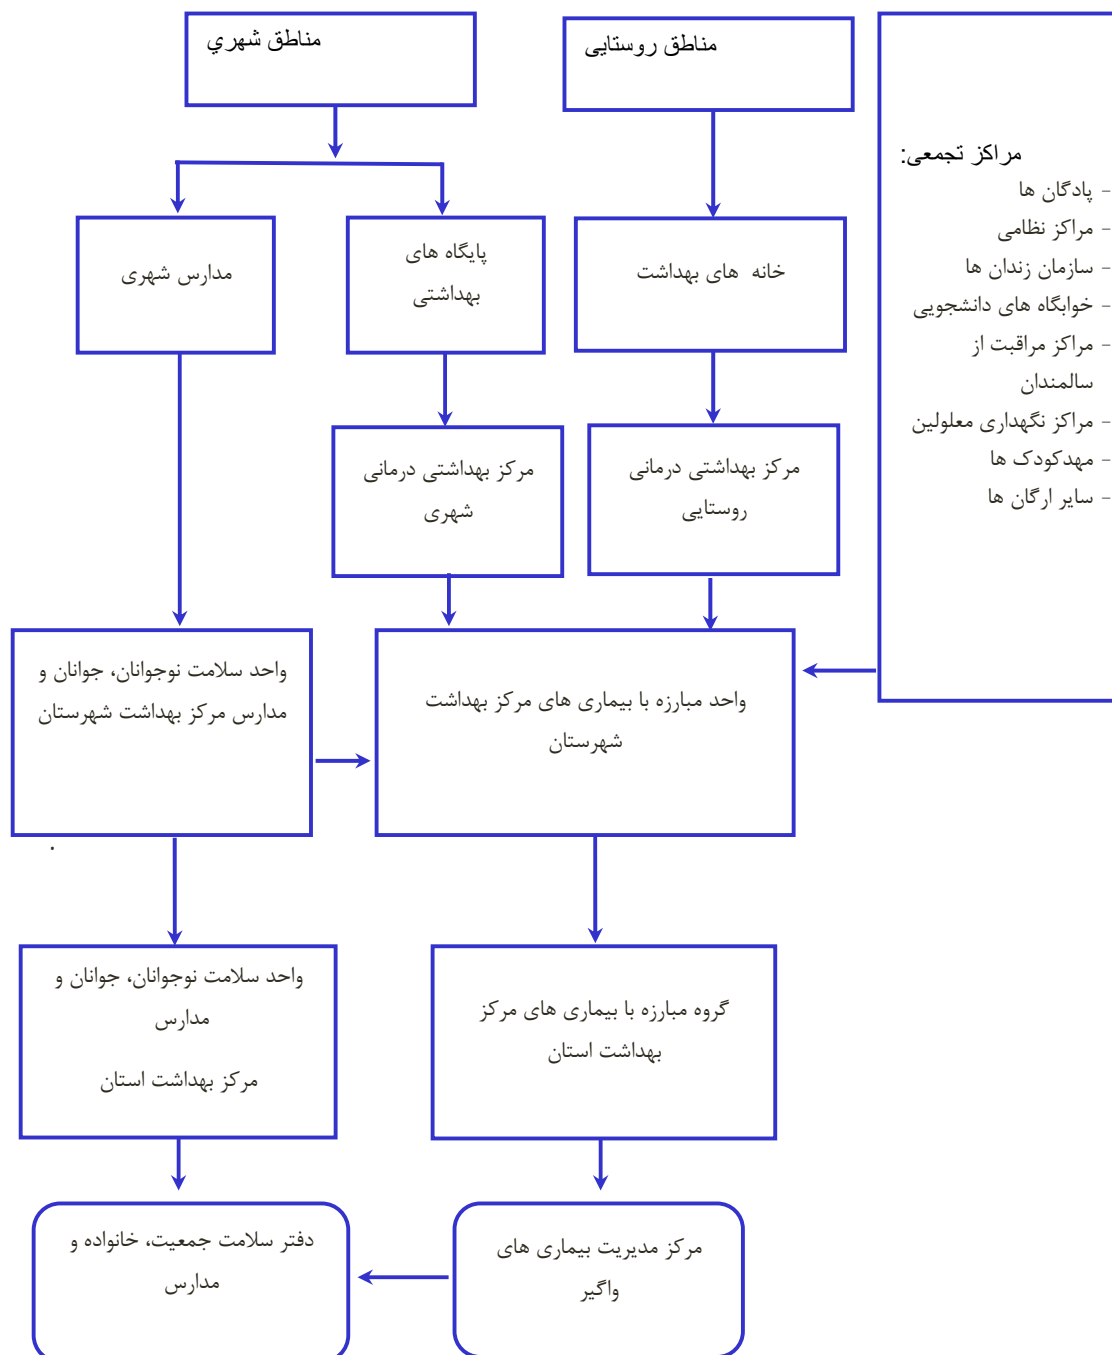 مناطق شهري
مناطق روستایی
مراکز تجمعی:
- پادگان ها
- مراکز نظامی
- سازمان زندان ها
- خوابگاه های دانشجویی
- مراکز مراقبت از
سالمندان
- مراکز نگهداری معلولین
- مهدکودک ها
- سایر ارگان ها
مدارس شهری
پایگاه های
بهداشتی
خانه های بهداشت
مرکز بهداشتی درمانی
شهری
مرکز بهداشتی درمانی
روستایی
واحد سلامت نوجوانان، جوانان و
مدارس مرکز بهداشت شهرستان
واحد مبارزه با بیماری های مرکز بهداشت
شهرستان
.
واحد سلامت نوجوانان، جوانان و
مدارس
مرکز بهداشت استان
گروه مبارزه با بیماری های مرکز
بهداشت استان
دفتر سلامت جمعیت، خانواده و
مدارس
مرکز مدیریت بیماری های
واگیر